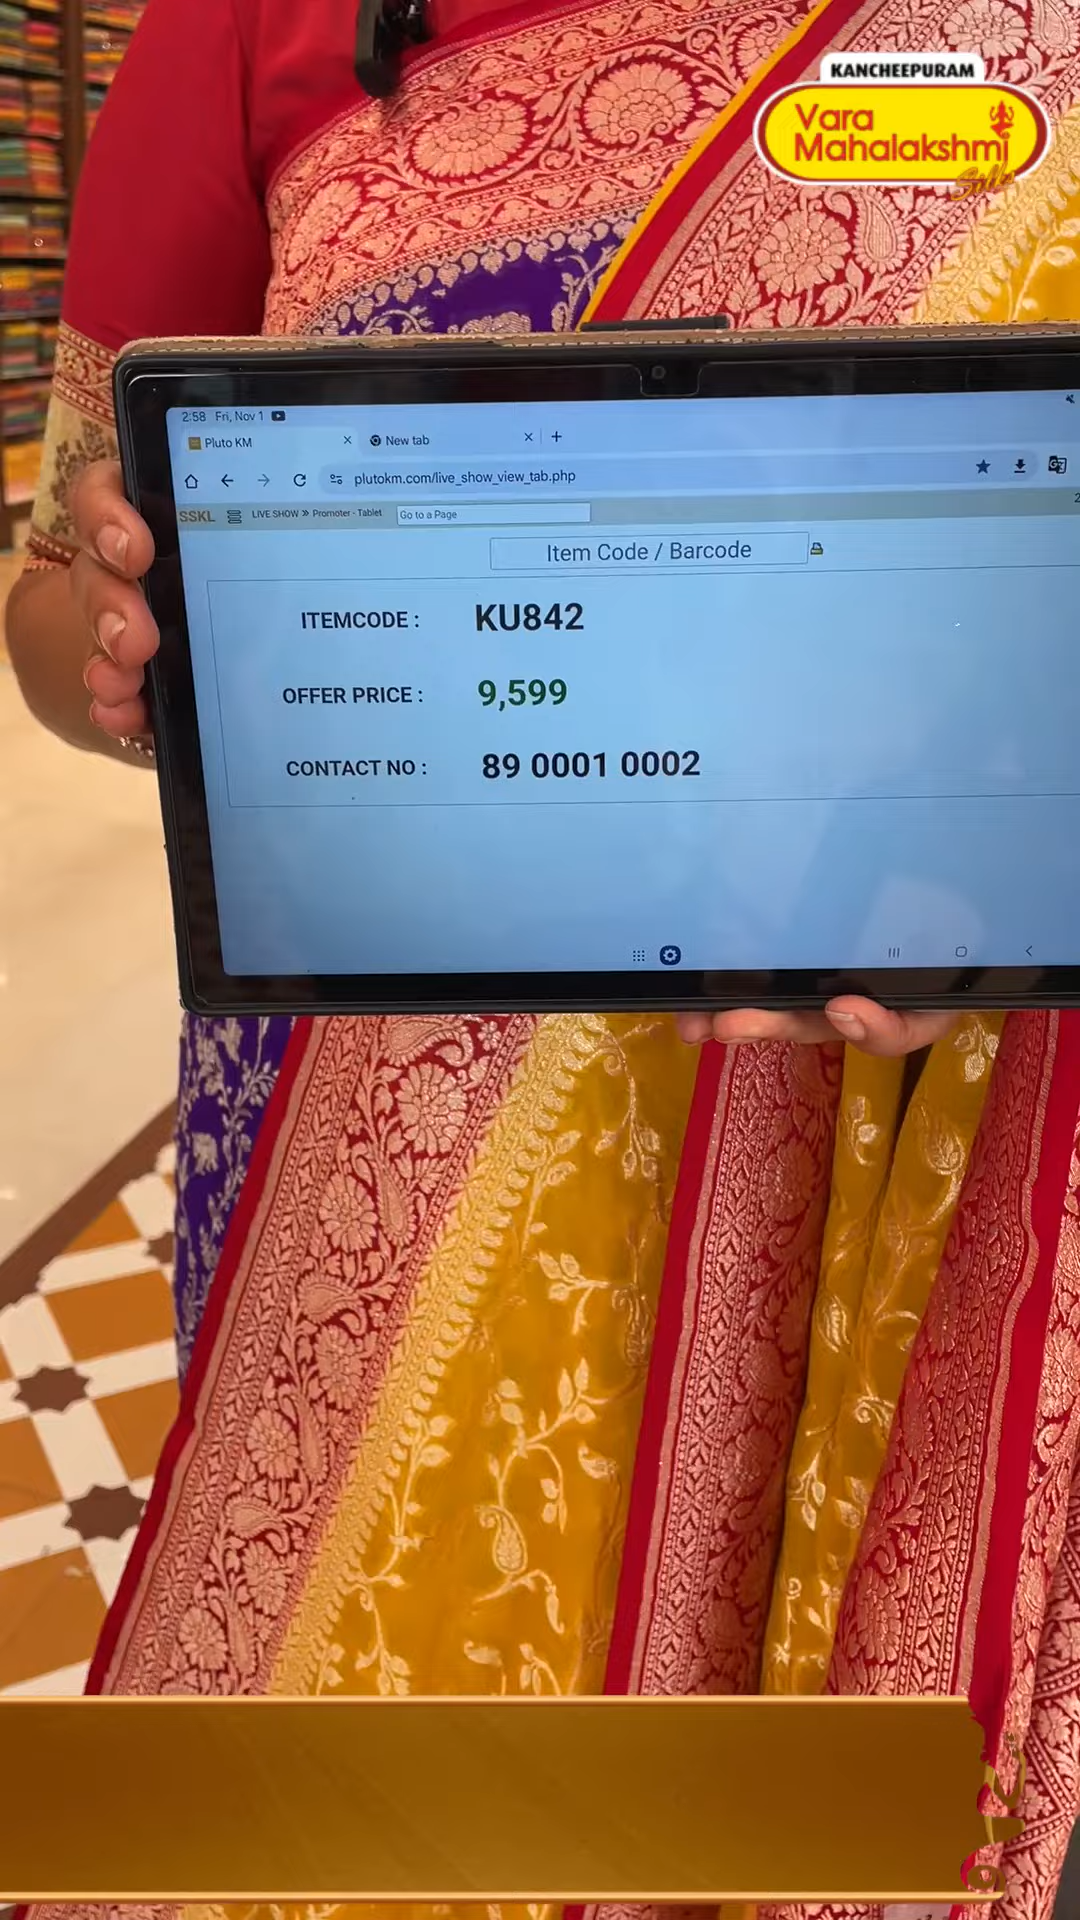 KANCHEEPURAM
Vara
Mahalakshmi
Silks
2:58 Fri, Nov 1
Pluto KM
New tab
plutokm.com/live_show_view_tab.php
SSKL
LIVE SHOW » Promoter - Tablet
Go to a Page
Item Code / Barcode
ITEMCODE : KU842
OFFER PRICE : 9,599
CONTACT NO : 89 0001 0002